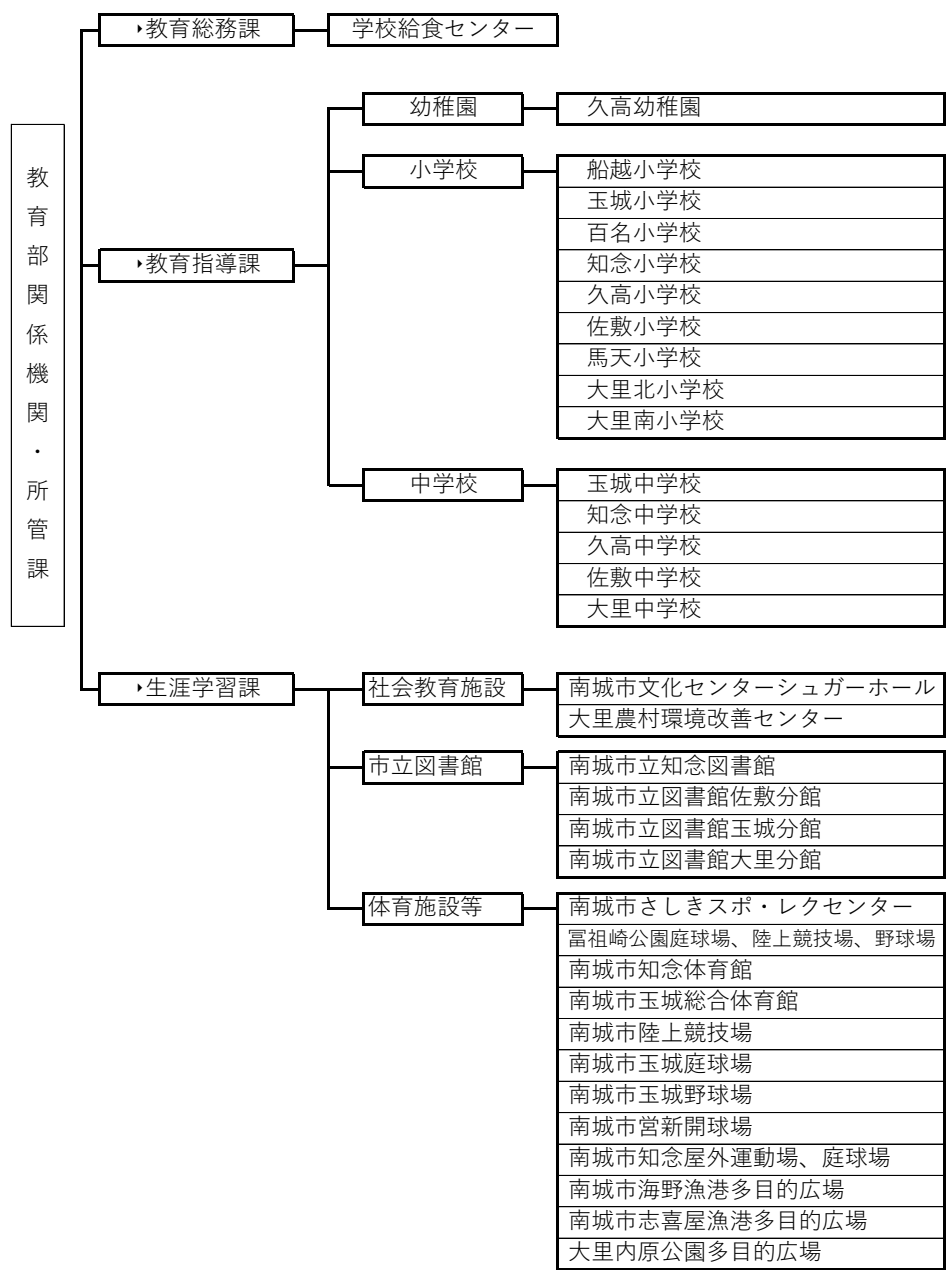 教育部関係機関・所管課
▸教育総務課
学校給食センター
▸教育指導課
幼稚園
久高幼稚園
小学校
船越小学校
玉城小学校
百名小学校
知念小学校
久高小学校
佐敷小学校
馬天小学校
大里北小学校
大里南小学校
中学校
玉城中学校
知念中学校
久高中学校
佐敷中学校
大里中学校
▸生涯学習課
社会教育施設
南城市文化センターシュガーホール
大里農村環境改善センター
市立図書館
南城市立知念図書館
南城市立図書館佐敷分館
南城市立図書館玉城分館
南城市立図書館大里分館
体育施設等
南城市さしきスポ・レクセンター
冨祖崎公園庭球場、陸上競技場、野球場
南城市知念体育館
南城市玉城総合体育館
南城市陸上競技場
南城市玉城庭球場
南城市玉城野球場
南城市営新開球場
南城市知念屋外運動場、庭球場
南城市海野漁港多目的広場
南城市志喜屋漁港多目的広場
大里内原公園多目的広場